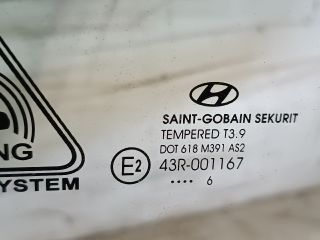 SAINT-GOBAIN SEKURIT
TEMPERED T3.9
DOT 618 M391 AS2
E2 43R-001167
.... 6
NG
SYSTEM